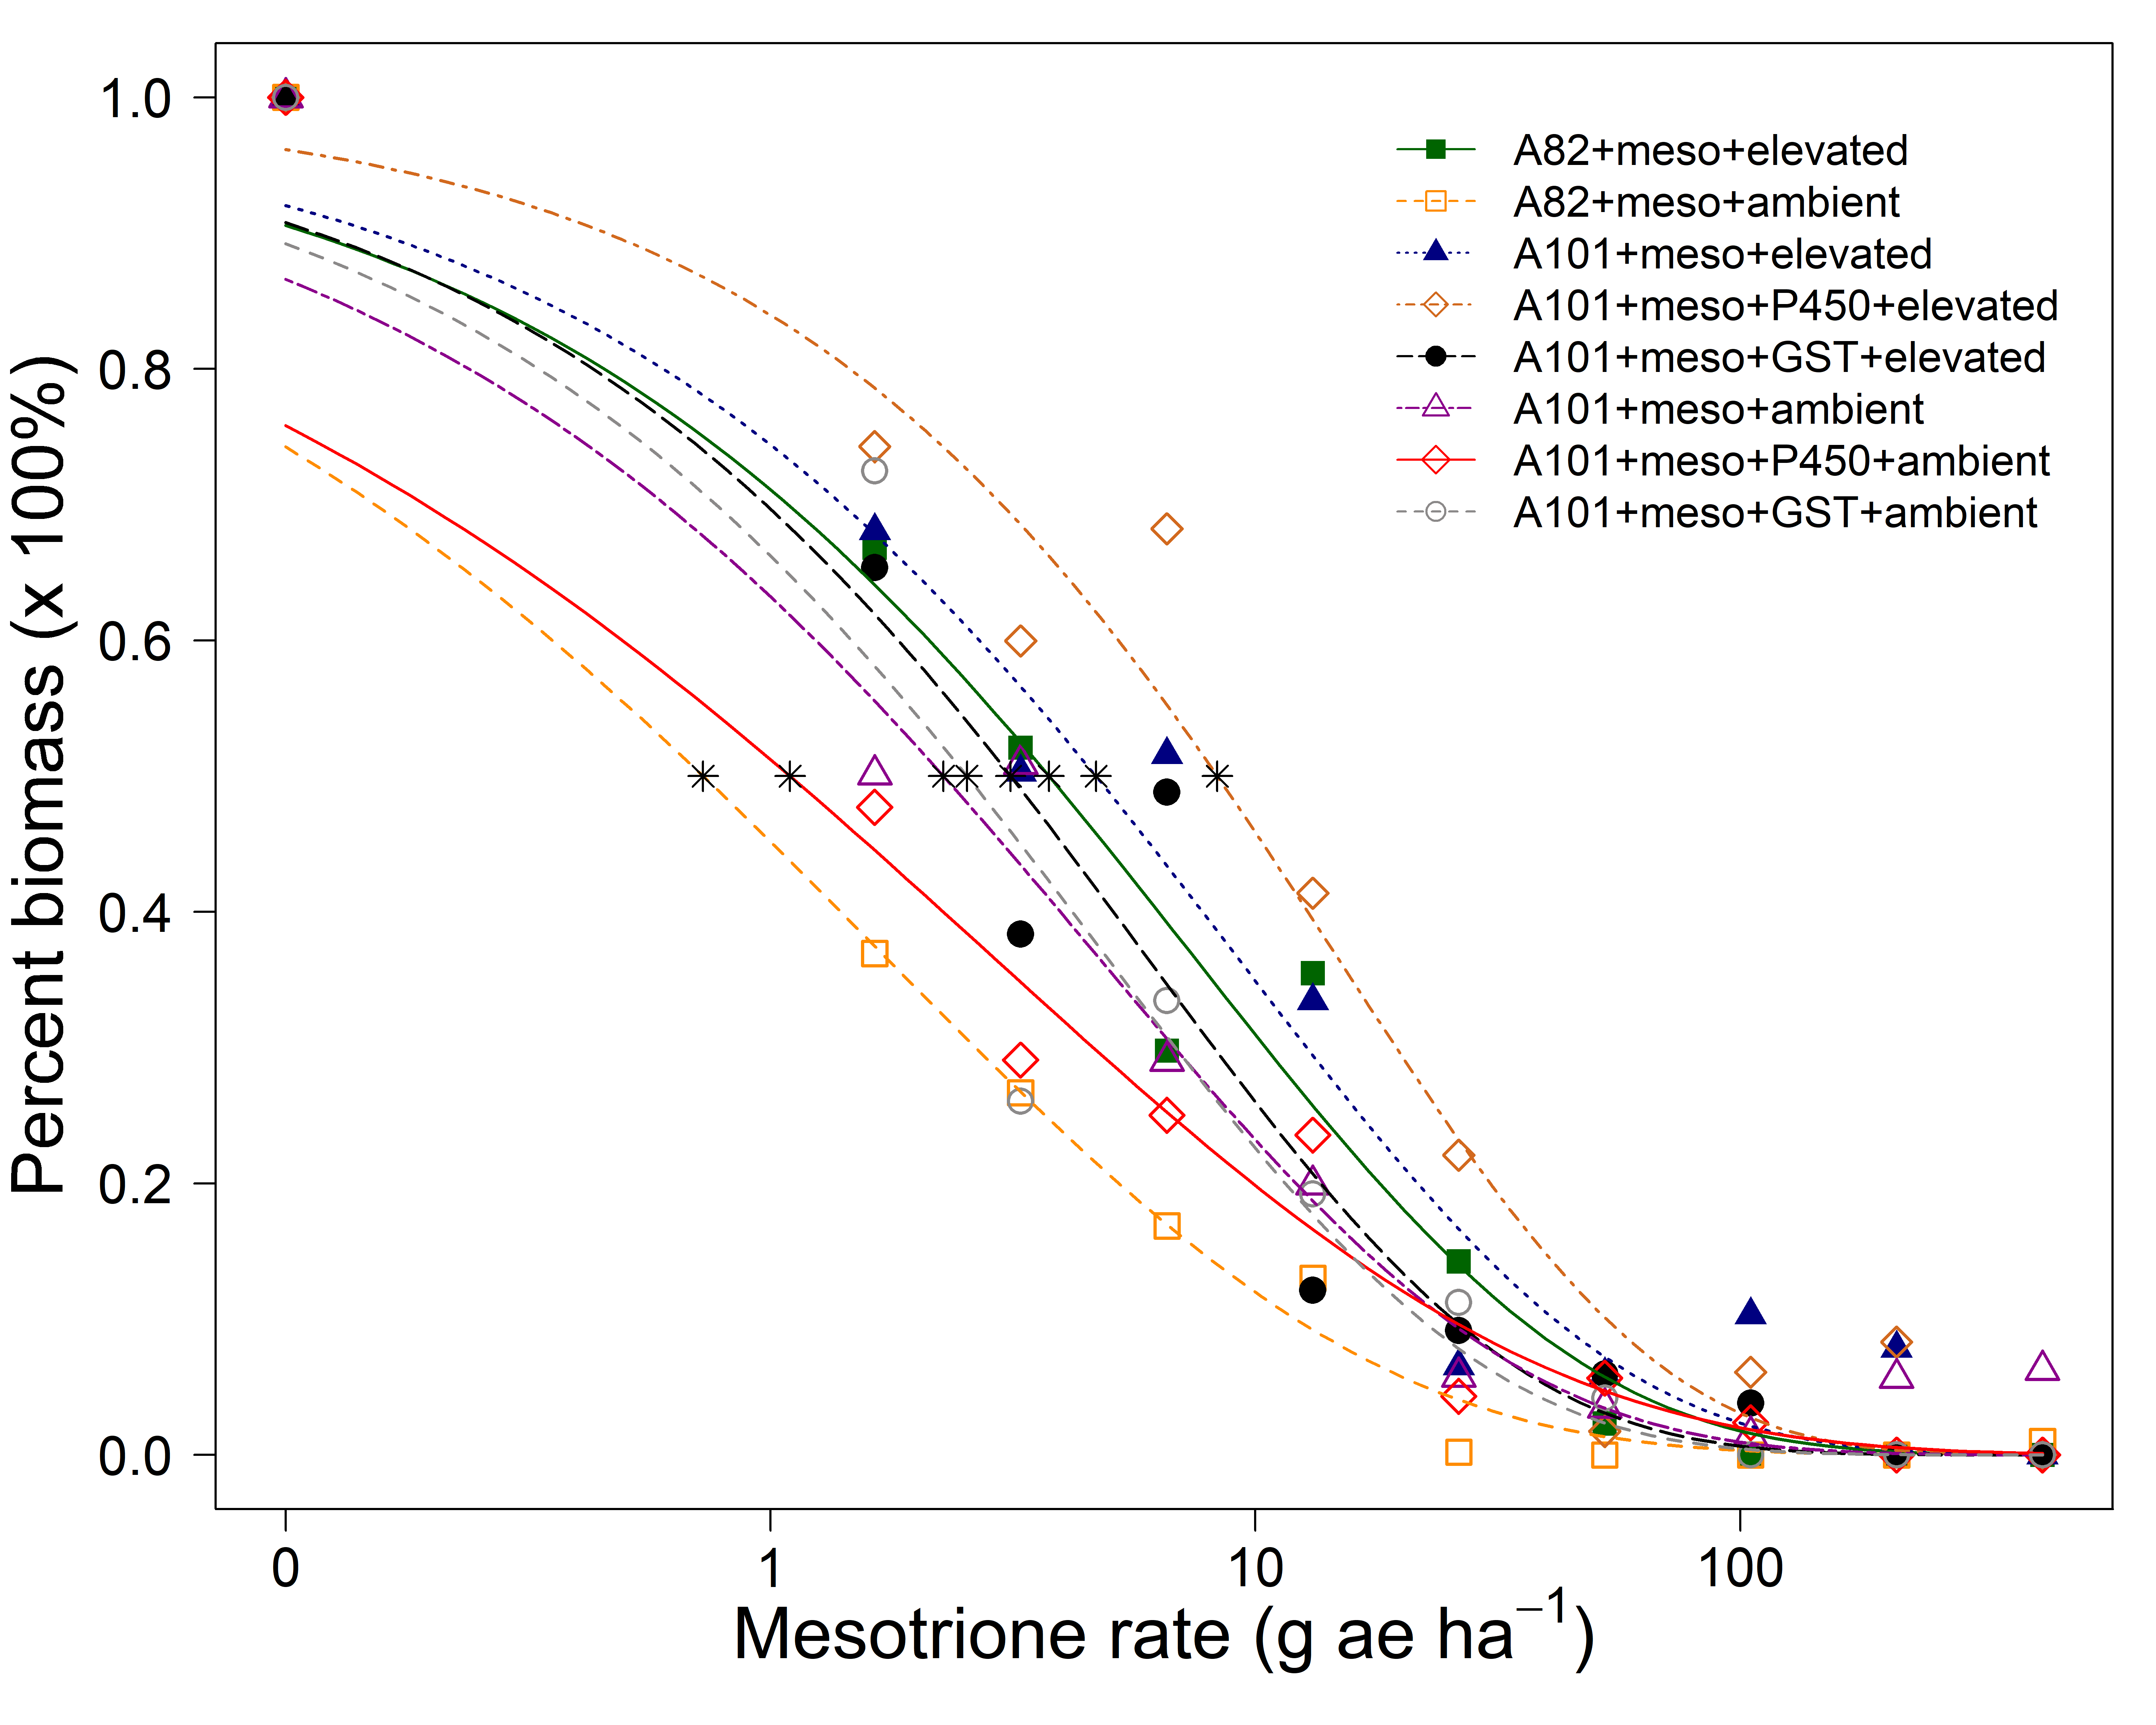 Percent biomass (x 100%)
1.0
0.8
0.6
0.4
0.2
0.0
A82+meso+elevated
A82+meso+ambient
A101+meso+elevated
A101+meso+P450+elevated
A101+meso+GST+elevated
A101+meso+ambient
A101+meso+P450+ambient
A101+meso+GST+ambient
0 1 10 100
Mesotrione rate (g ae ha⁻¹)